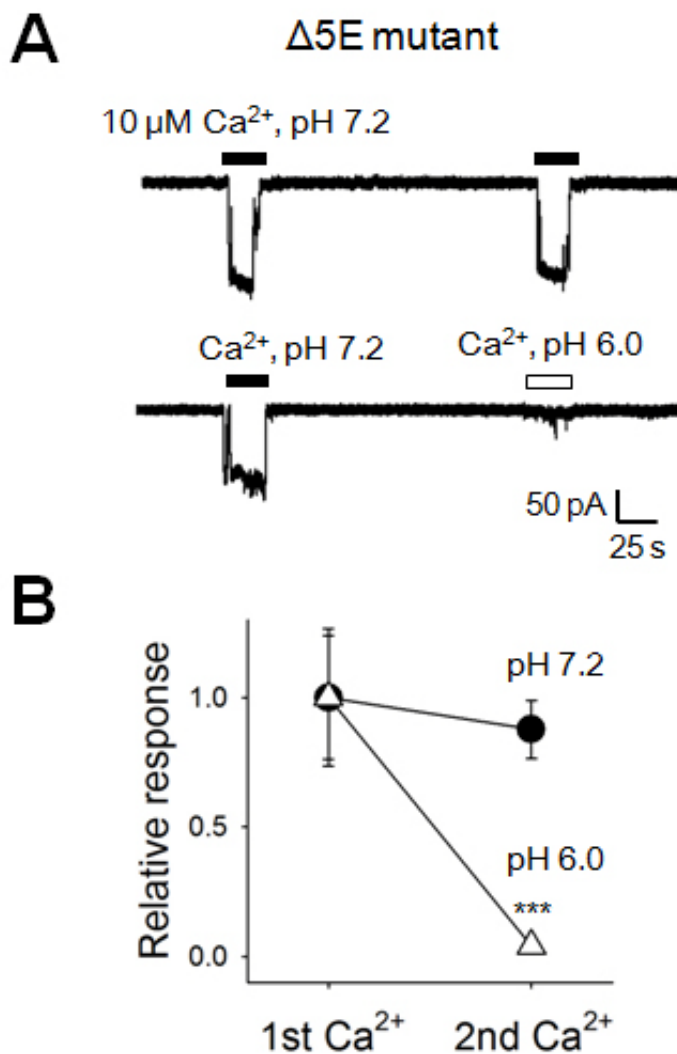 A
Δ5E mutant
10 µM Ca²⁺, pH 7.2
Ca²⁺, pH 7.2
Ca²⁺, pH 6.0
50 pA
25 s
B
Relative response
1.0
0.5
0.0
pH 7.2
pH 6.0
***
1st Ca²⁺
2nd Ca²⁺